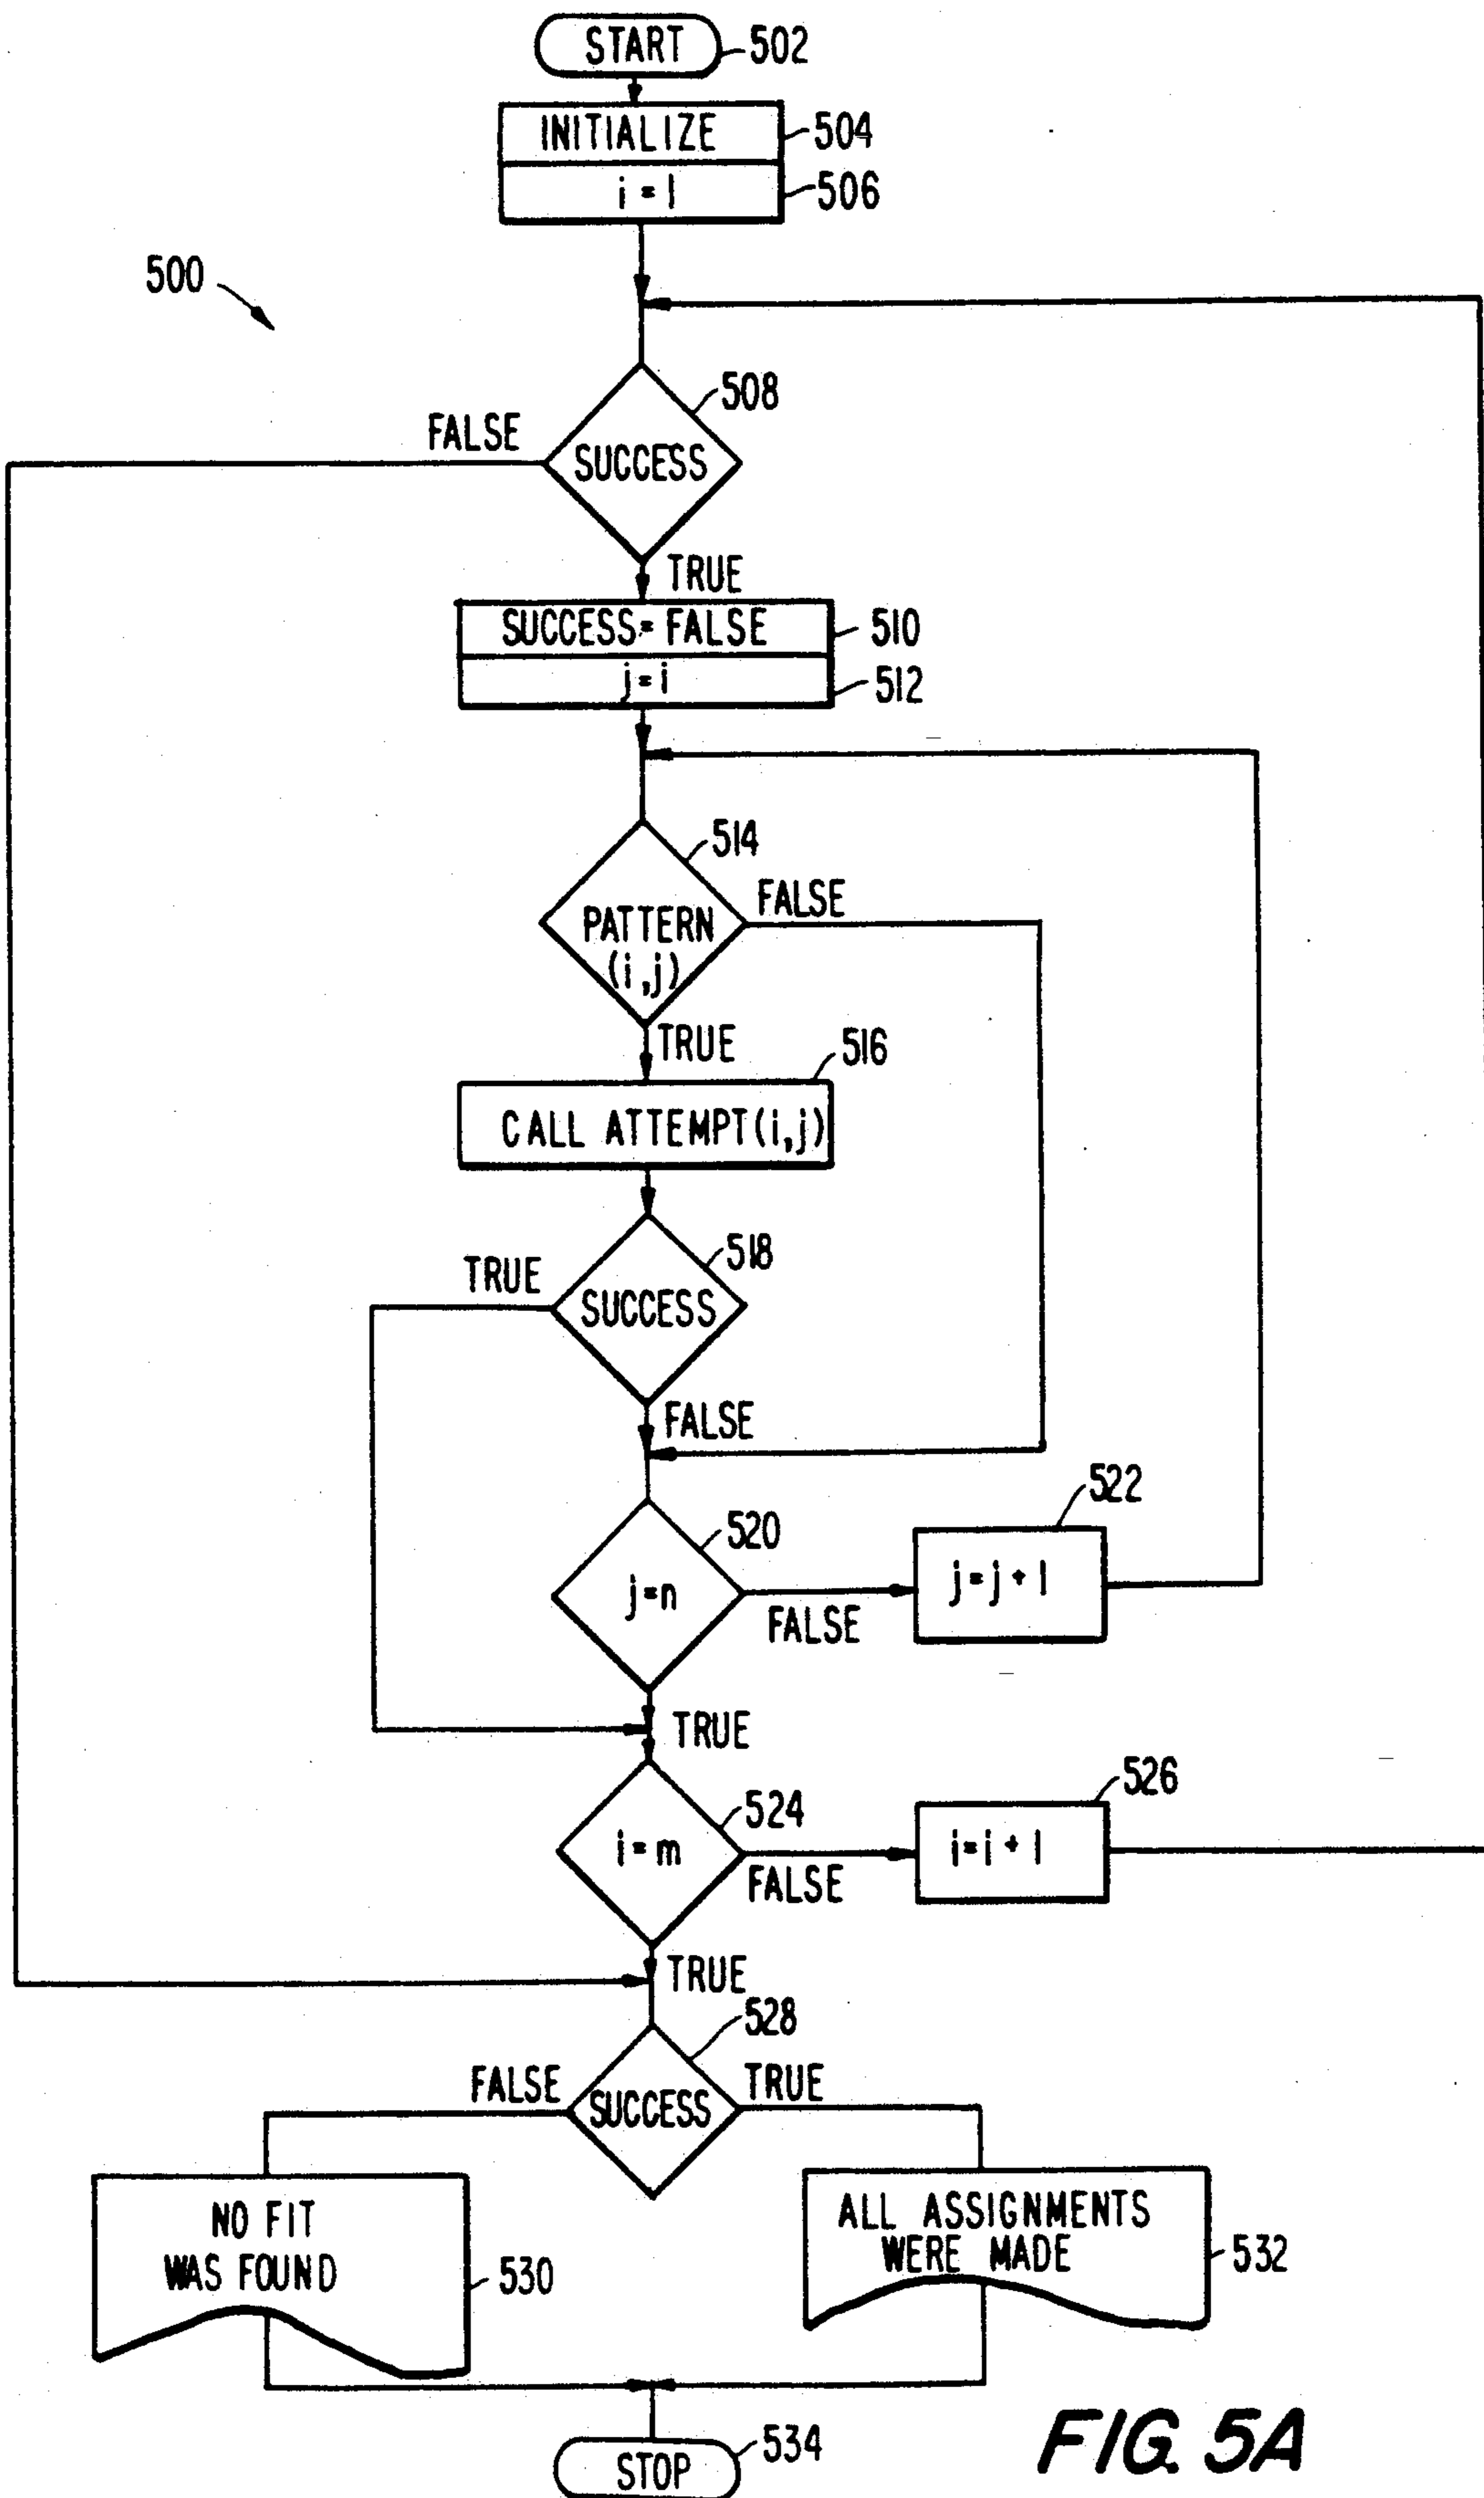 START 502
INITIALIZE 504
i = 1 506
500
508
FALSE
SUCCESS
TRUE
SUCCESS = FALSE 510
j = i 512
514
FALSE
PATTERN
(i,j)
TRUE 516
CALL ATTEMPT(i,j)
518
TRUE
SUCCESS
FALSE
522
520
j=n
j=j+1
FALSE
TRUE
526
524
i=m
i=i+1
FALSE
TRUE
528
FALSE TRUE
SUCCESS
NO FIT
WAS FOUND
530
ALL ASSIGNMENTS
WERE MADE
532
STOP 534
FIG. 5A